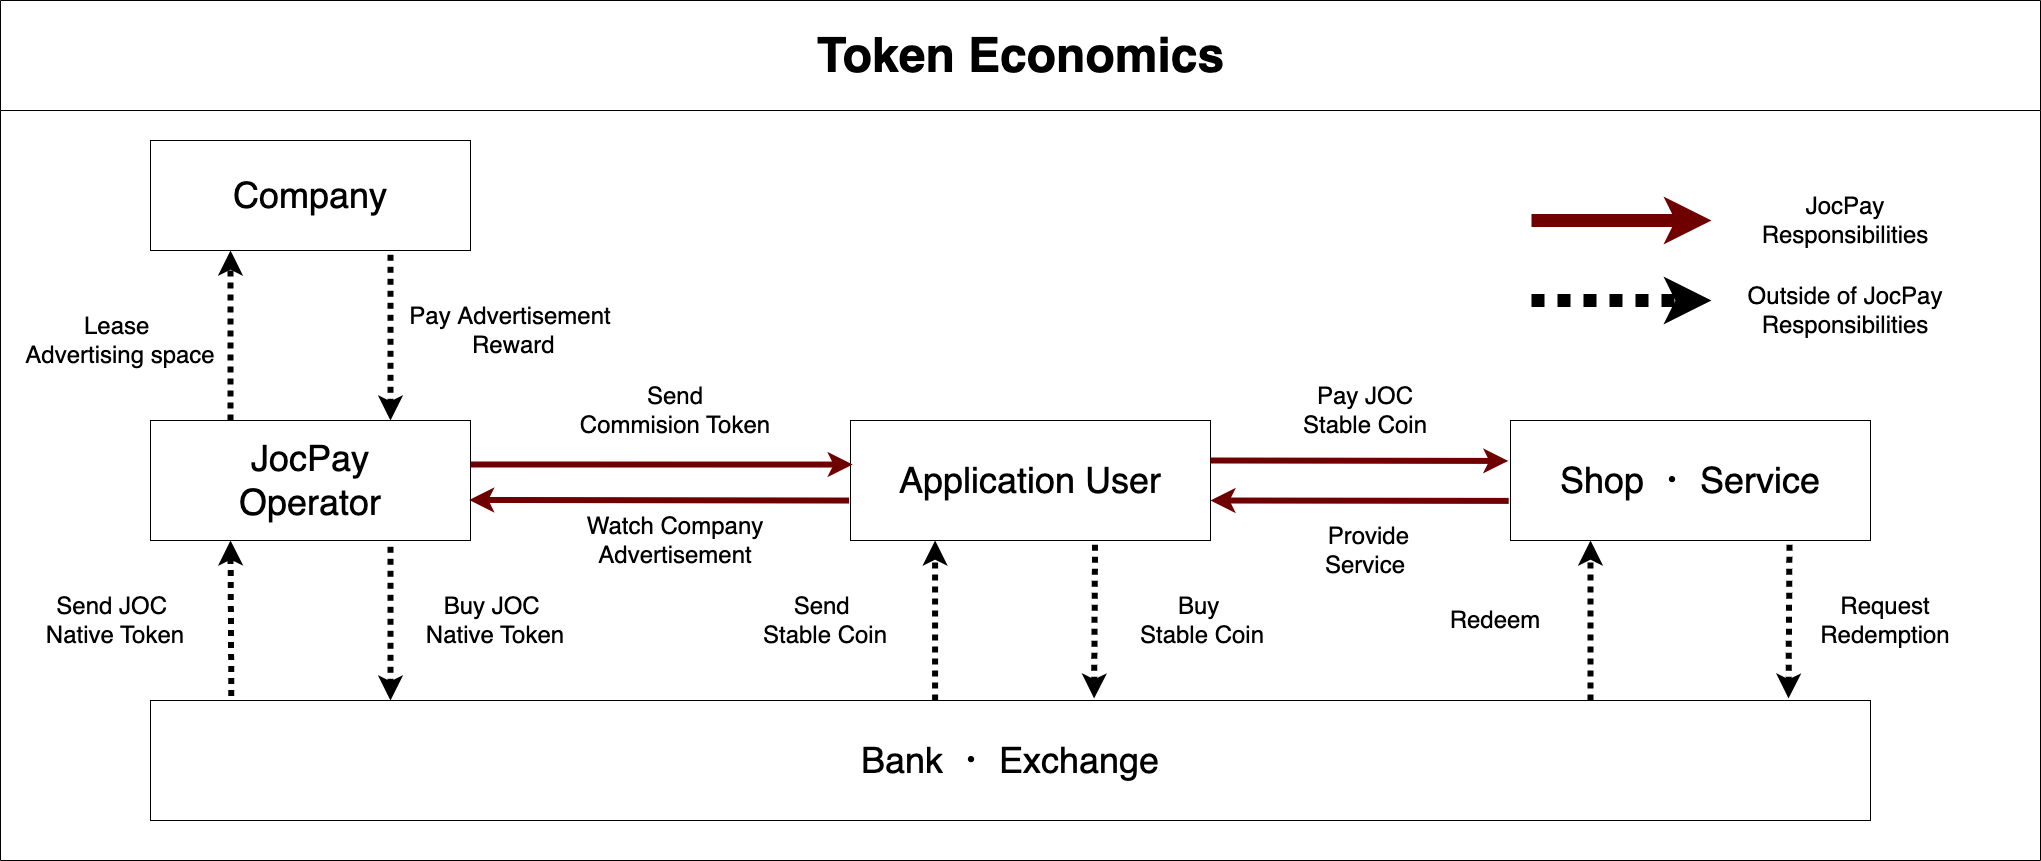 Token Economics
Company
JocPay
Responsibilities
Outside of JocPay
Responsibilities
Lease
Advertising space
Pay Advertisement
Reward
Send
Commision Token
Pay JOC
Stable Coin
JocPay
Operator
Application User
Shop ・ Service
Watch Company
Advertisement
Provide
Service
Send JOC
Native Token
Buy JOC
Native Token
Send
Stable Coin
Buy
Stable Coin
Redeem
Request
Redemption
Bank ・ Exchange